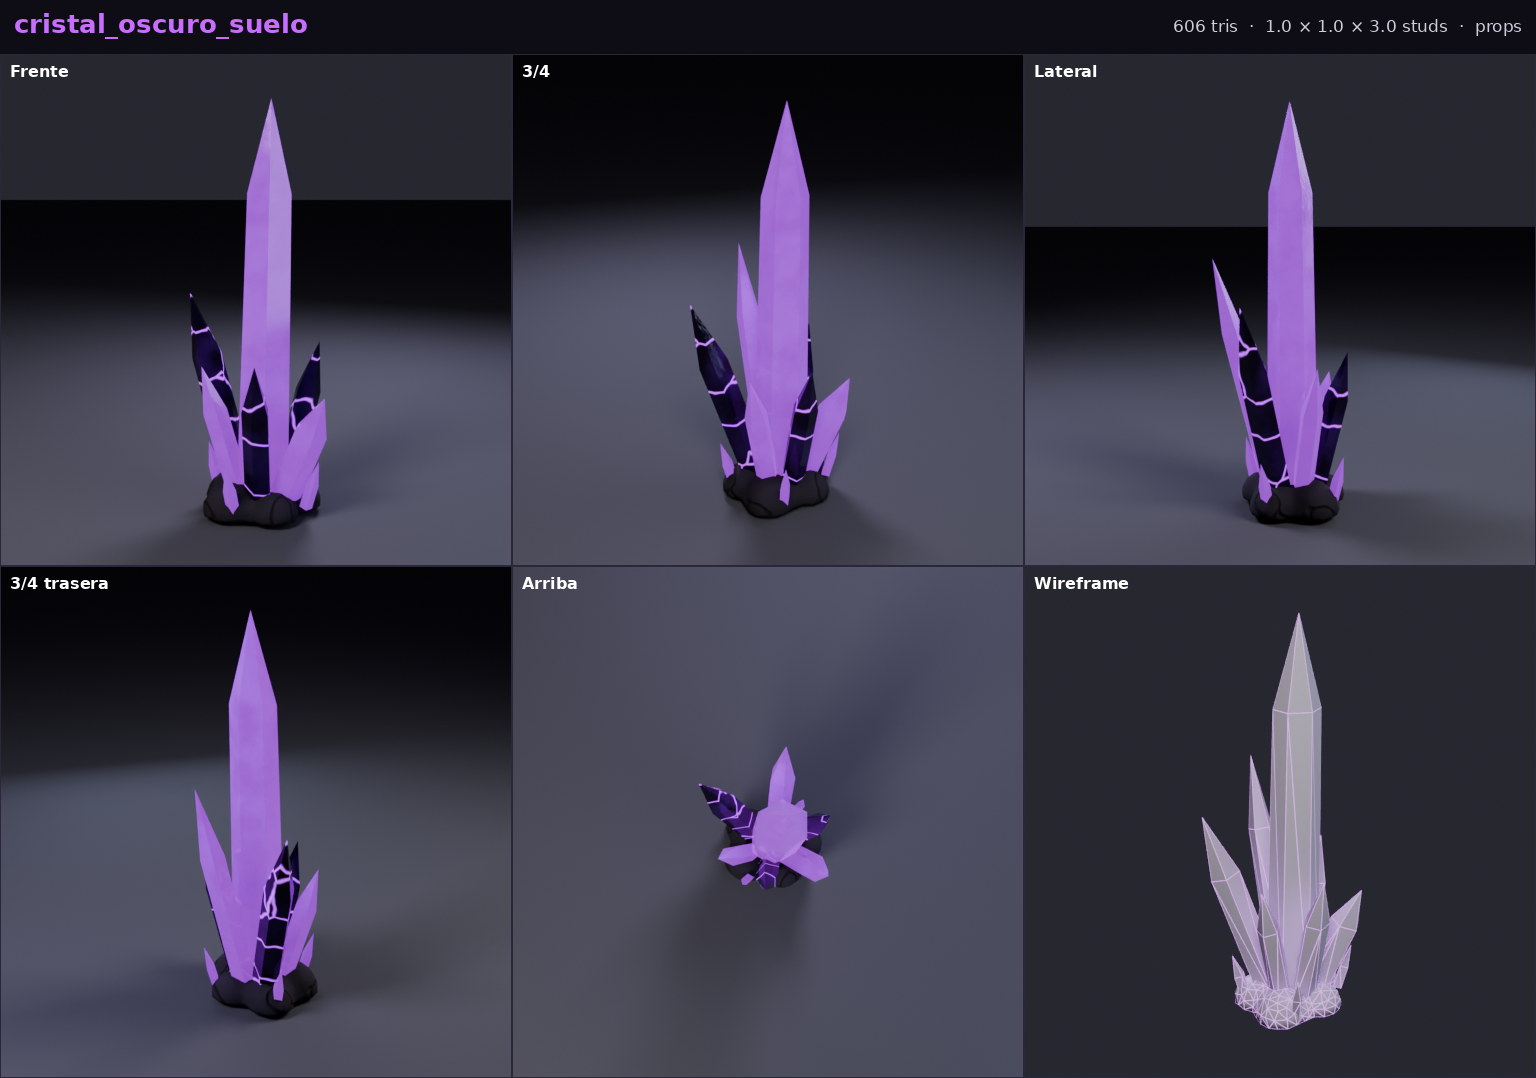 cristal_oscuro_suelo
606 tris · 1.0 × 1.0 × 3.0 studs · props
Frente
3/4
Lateral
3/4 trasera
Arriba
Wireframe